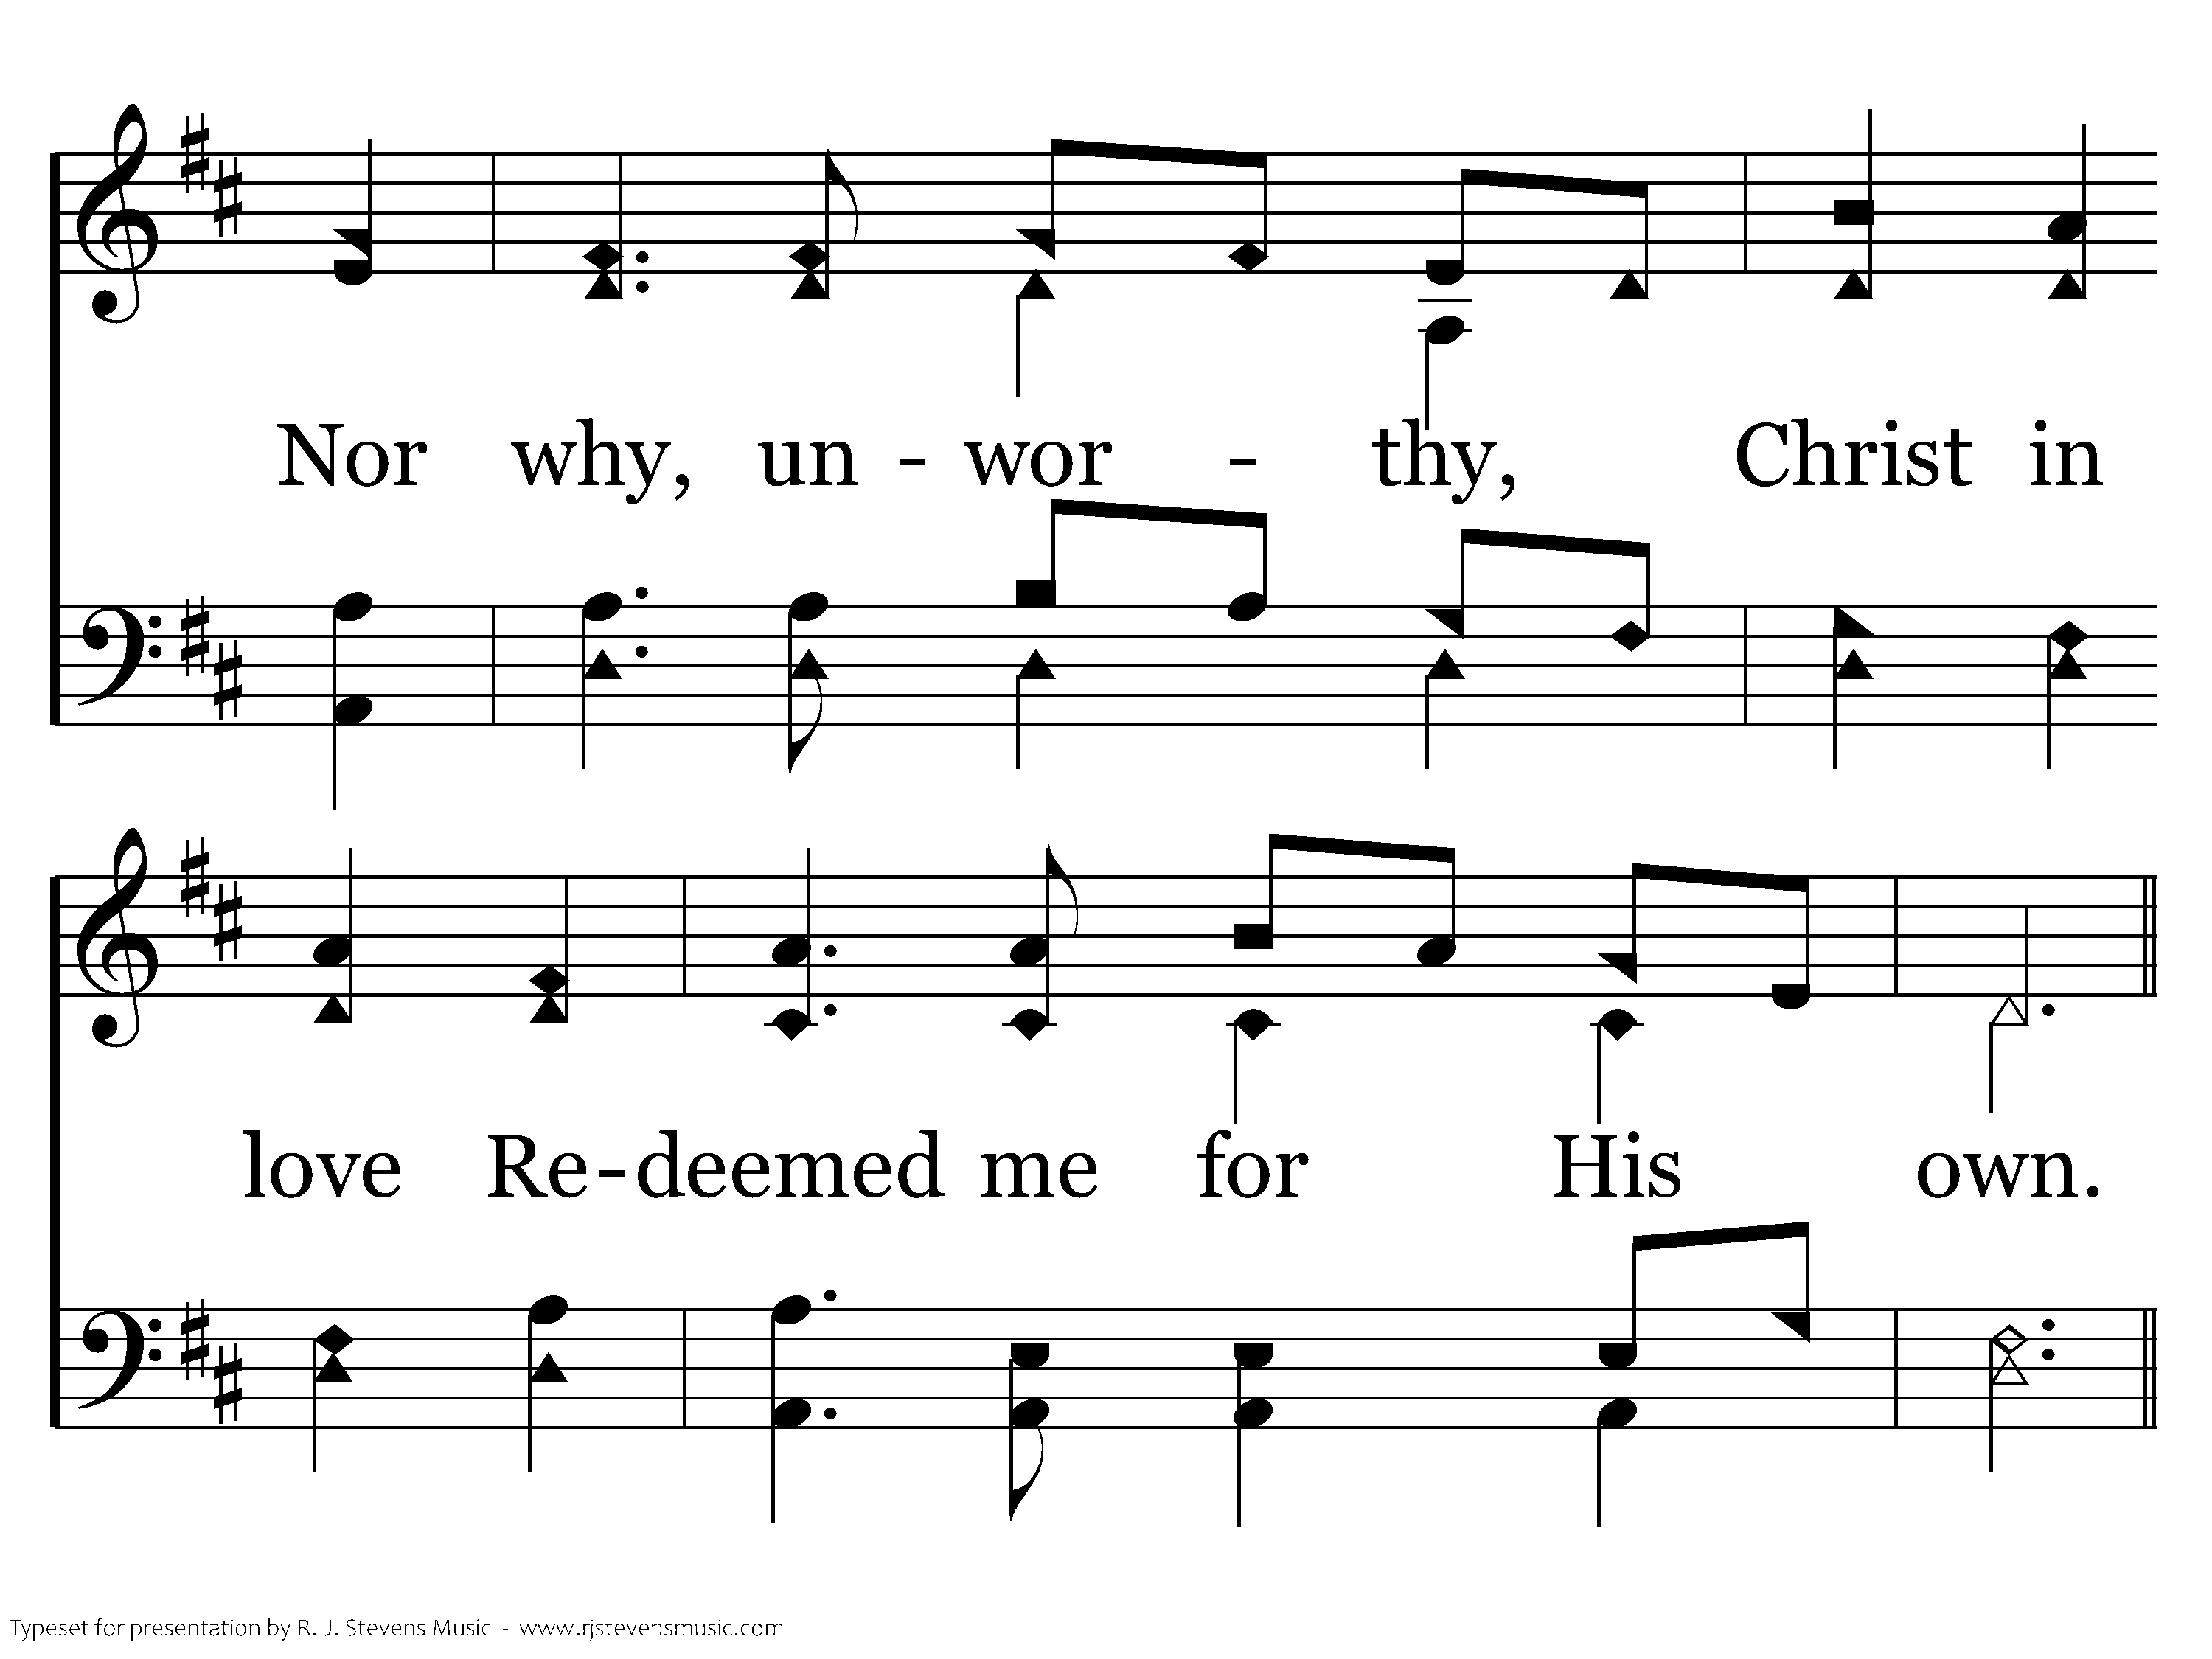 Nor why, un - wor - thy, Christ in
love Re - deemed me for His own.
Typeset for presentation by R. J. Stevens Music - www.rjstevensmusic.com